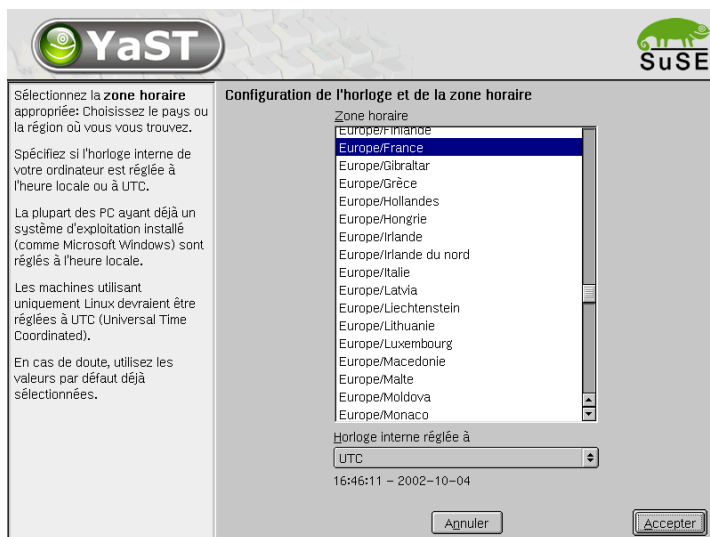 YaST
SuSE
Sélectionnez la zone horaire
appropriée: Choisissez le pays ou
la région où vous vous trouvez.
Spécifiez si l'horloge interne de
votre ordinateur est réglée à
l'heure locale ou à UTC.
La plupart des PC ayant déjà un
système d'exploitation installé
(comme Microsoft Windows) sont
réglés à l'heure locale.
Les machines utilisant
uniquement Linux devraient être
réglées à UTC (Universal Time
Coordinated).
En cas de doute, utilisez les
valeurs par défaut déjà
sélectionnées.
Configuration de l'horloge et de la zone horaire
Zone horaire
Europe/Finlande
Europe/France
Europe/Gibraltar
Europe/Grèce
Europe/Hollandes
Europe/Hongrie
Europe/Irlande
Europe/Irlande du nord
Europe/Italie
Europe/Latvia
Europe/Liechtenstein
Europe/Lithuanie
Europe/Luxembourg
Europe/Macedonie
Europe/Malte
Europe/Moldova
Europe/Monaco
Horloge interne réglée à
UTC
16:46:11 - 2002-10-04
Annuler
Accepter